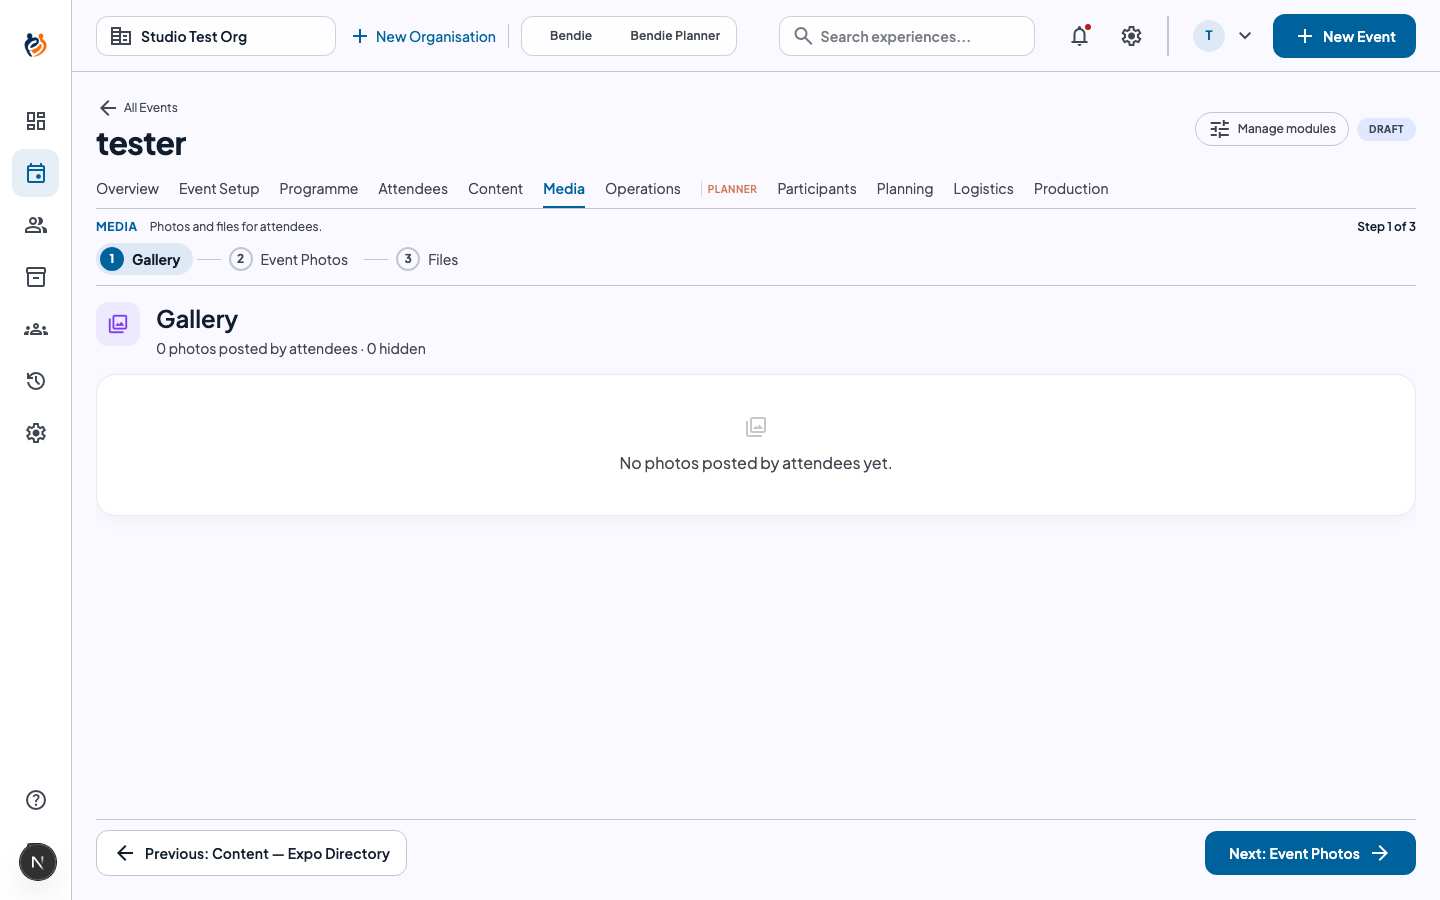 Studio Test Org
New Organisation
Bendie
Bendie Planner
Search experiences...
T
New Event
All Events
tester
Manage modules
DRAFT
Overview
Event Setup
Programme
Attendees
Content
Media
Operations
PLANNER
Participants
Planning
Logistics
Production
MEDIA
Photos and files for attendees.
Step 1 of 3
1
Gallery
2
Event Photos
3
Files
Gallery
0 photos posted by attendees · 0 hidden
No photos posted by attendees yet.
N
Previous: Content — Expo Directory
Next: Event Photos